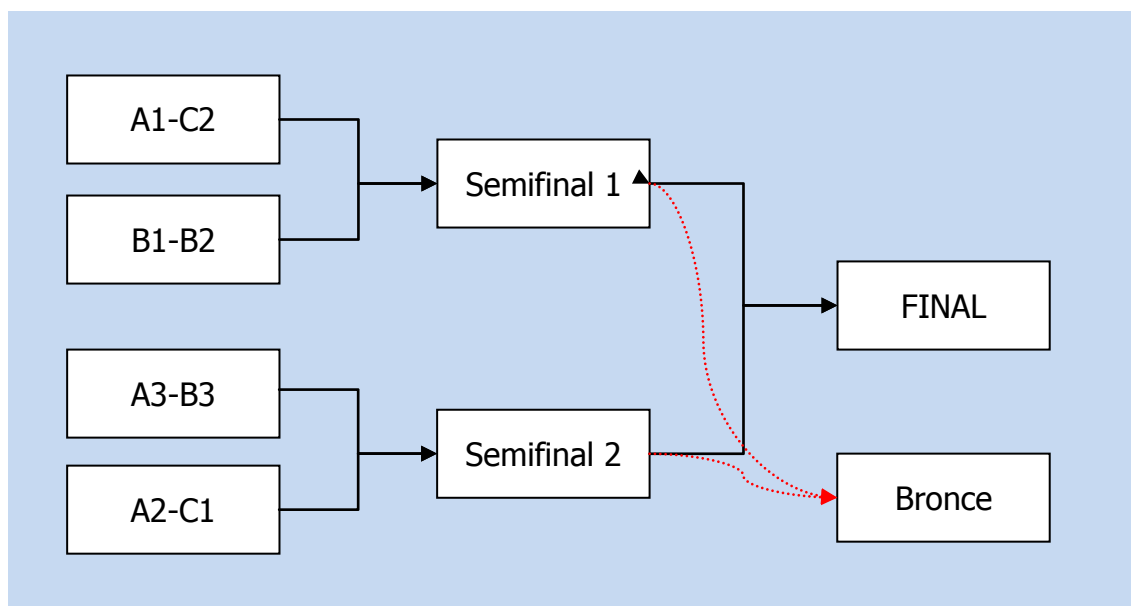 A1-C2
B1-B2
A3-B3
A2-C1
Semifinal 1
Semifinal 2
FINAL
Bronce